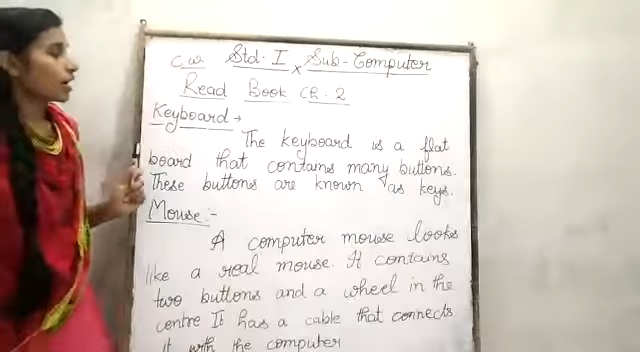 C.W Std. I x Sub-Computer
Read Book Ch. 2
Keyboard →
The keyboard is a flat
board that contains many buttons.
These buttons are known as keys.
Mouse:-
A computer mouse looks
like a real mouse. It contains
two buttons and a wheel in the
centre It has a cable that connects
it with the computer